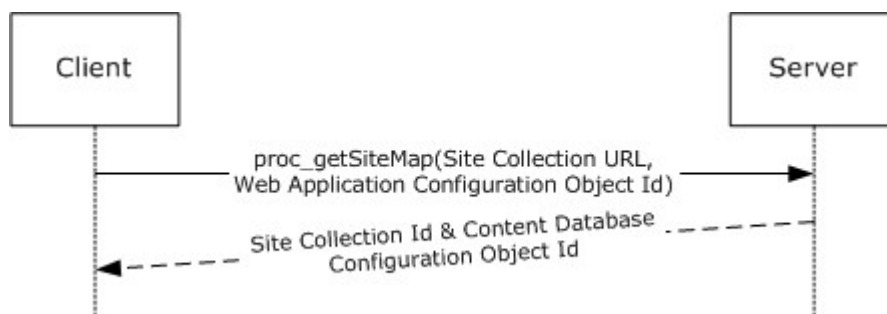 Client
Server
proc_getSiteMap(Site Collection URL,
Web Application Configuration Object Id)
Site Collection Id & Content Database
Configuration Object Id